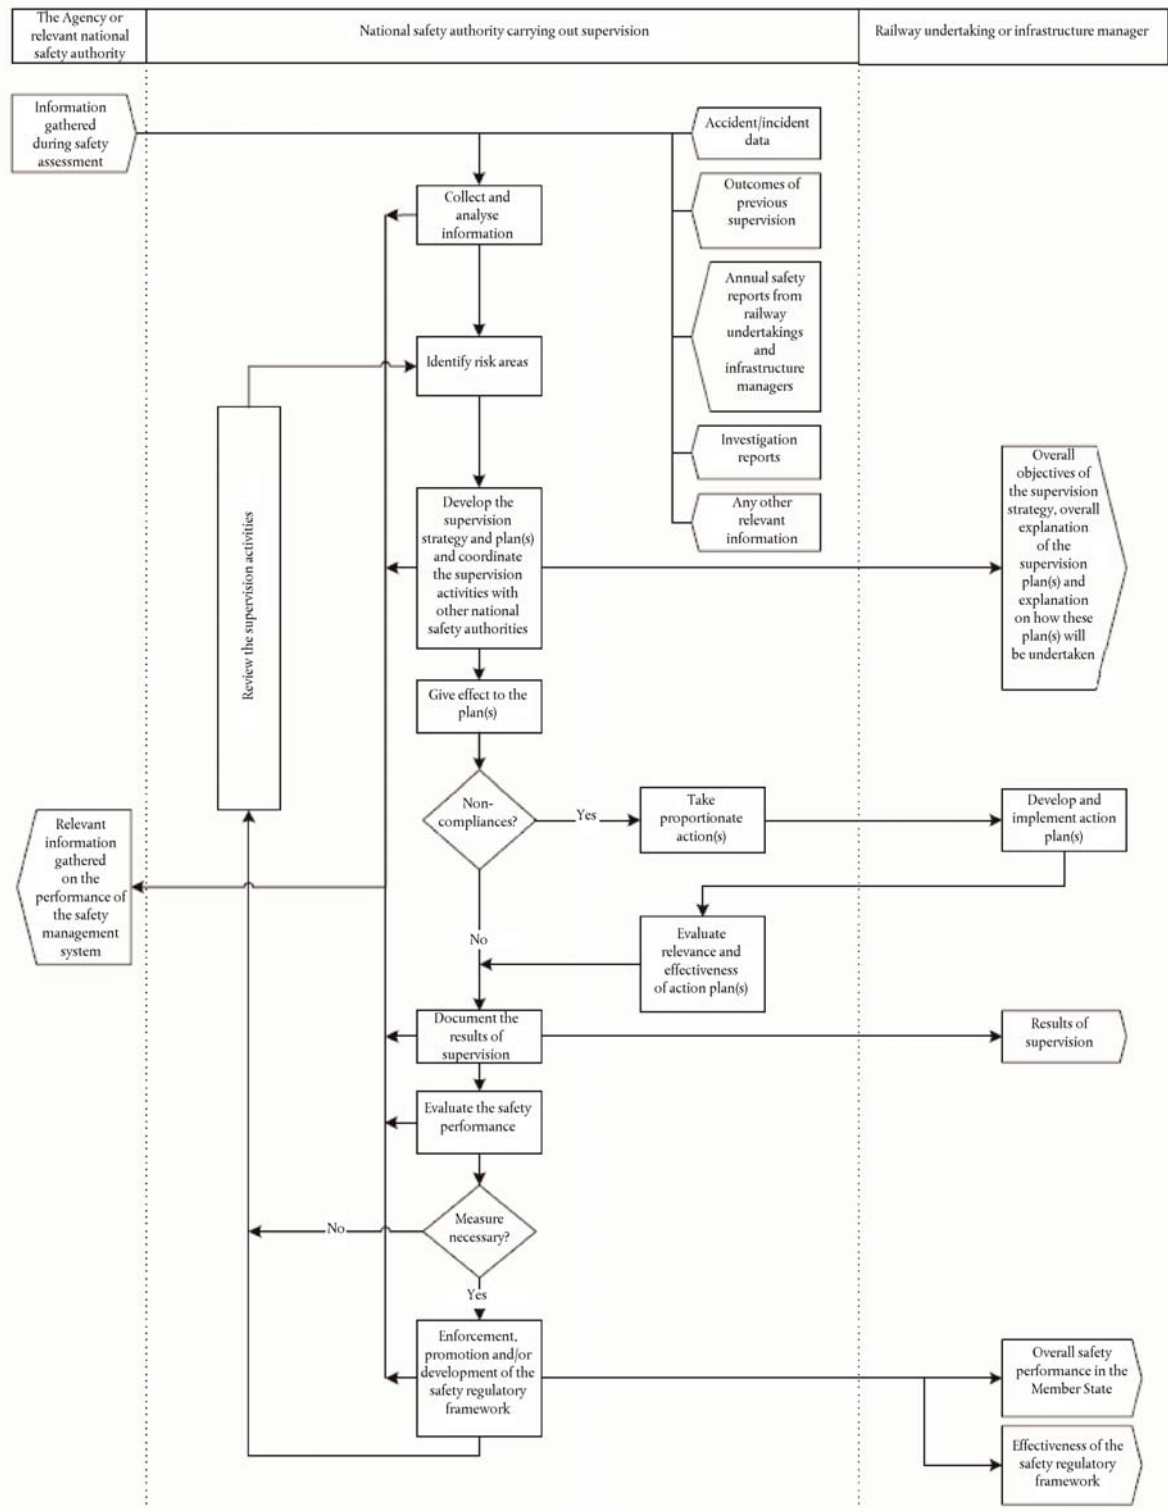 The Agency or
relevant national
safety authority
National safety authority carrying out supervision
Railway undertaking or infrastructure manager
Information
gathered
during safety
assessment
Accident/incident
data
Collect and
analyse
information
Outcomes of
previous
supervision
Annual safety
reports from
railway
undertakings
and
infrastructure
managers
Identify risk areas
Investigation
reports
Any other
relevant
information
Develop the
supervision
strategy and plan(s)
and coordinate
the supervision
activities with
other national
safety authorities
Overall
objectives of
the supervision
strategy, overall
explanation
of the
supervision
plan(s) and
explanation
on how these
plan(s) will
be undertaken
Review the supervision activities
Give effect to the
plan(s)
Non-
compliances?
Yes
Take
proportionate
action(s)
Develop and
implement action
plan(s)
Relevant
information
gathered
on the
performance of
the safety
management
system
No
Evaluate
relevance and
effectiveness
of action plan(s)
Document the
results of
supervision
Results of
supervision
Evaluate the safety
performance
Measure
necessary?
No
Yes
Enforcement,
promotion and/or
development of the
safety regulatory
framework
Overall safety
performance in the
Member State
Effectiveness of the
safety regulatory
framework